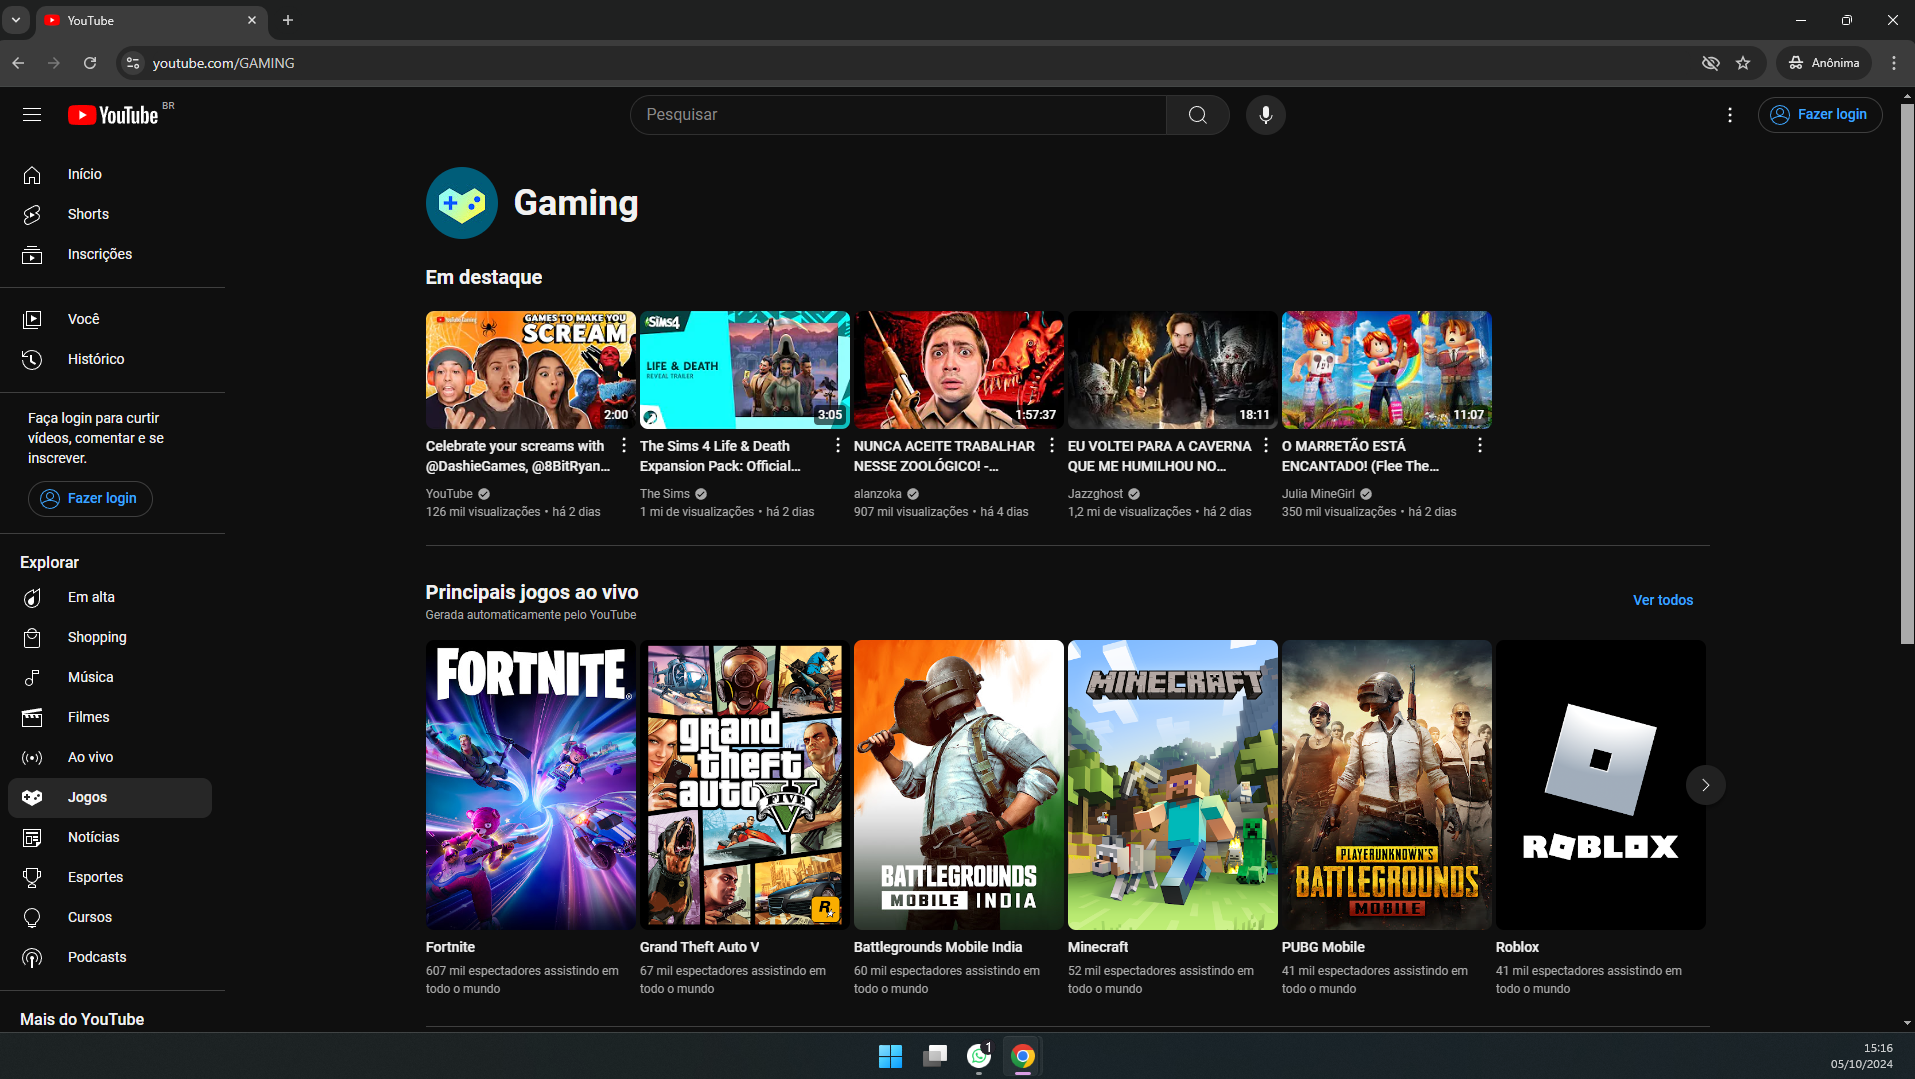 YouTube
youtube.com/GAMING
Anônima
YouTube BR
Pesquisar
Fazer login
Início
Shorts
Inscrições
Você
Histórico
Faça login para curtir
vídeos, comentar e se
inscrever.
Fazer login
Explorar
Em alta
Shopping
Música
Filmes
Ao vivo
Jogos
Notícias
Esportes
Cursos
Podcasts
Mais do YouTube
Gaming
Em destaque
GAMES TO MAKE YOU
SCREAM
2:00
Celebrate your screams with
@DashieGames, @8BitRyan...
YouTube
126 mil visualizações • há 2 dias
SIMS4
LIFE & DEATH
REVEAL TRAILER
3:05
The Sims 4 Life & Death
Expansion Pack: Official...
The Sims
1 mi de visualizações • há 2 dias
1:57:37
NUNCA ACEITE TRABALHAR
NESSE ZOOLÓGICO! -...
alanzoka
907 mil visualizações • há 4 dias
18:11
EU VOLTEI PARA A CAVERNA
QUE ME HUMILHOU NO...
Jazzghost
1,2 mi de visualizações • há 2 dias
11:07
O MARRETÃO ESTÁ
ENCANTADO! (Flee The...
Julia MineGirl
350 mil visualizações • há 2 dias
Principais jogos ao vivo
Gerada automaticamente pelo YouTube
Ver todos
FORTNITE
Fortnite
607 mil espectadores assistindo em
todo o mundo
grand
theft
auto
FIVE
R
Grand Theft Auto V
67 mil espectadores assistindo em
todo o mundo
BATTLEGROUNDS
MOBILE INDIA
Battlegrounds Mobile India
60 mil espectadores assistindo em
todo o mundo
MINECRAFT
Minecraft
52 mil espectadores assistindo em
todo o mundo
PLAYERUNKNOWN'S
BATTLEGROUNDS
MOBILE
PUBG Mobile
41 mil espectadores assistindo em
todo o mundo
ROBLOX
Roblox
41 mil espectadores assistindo em
todo o mundo
1
15:16
05/10/2024